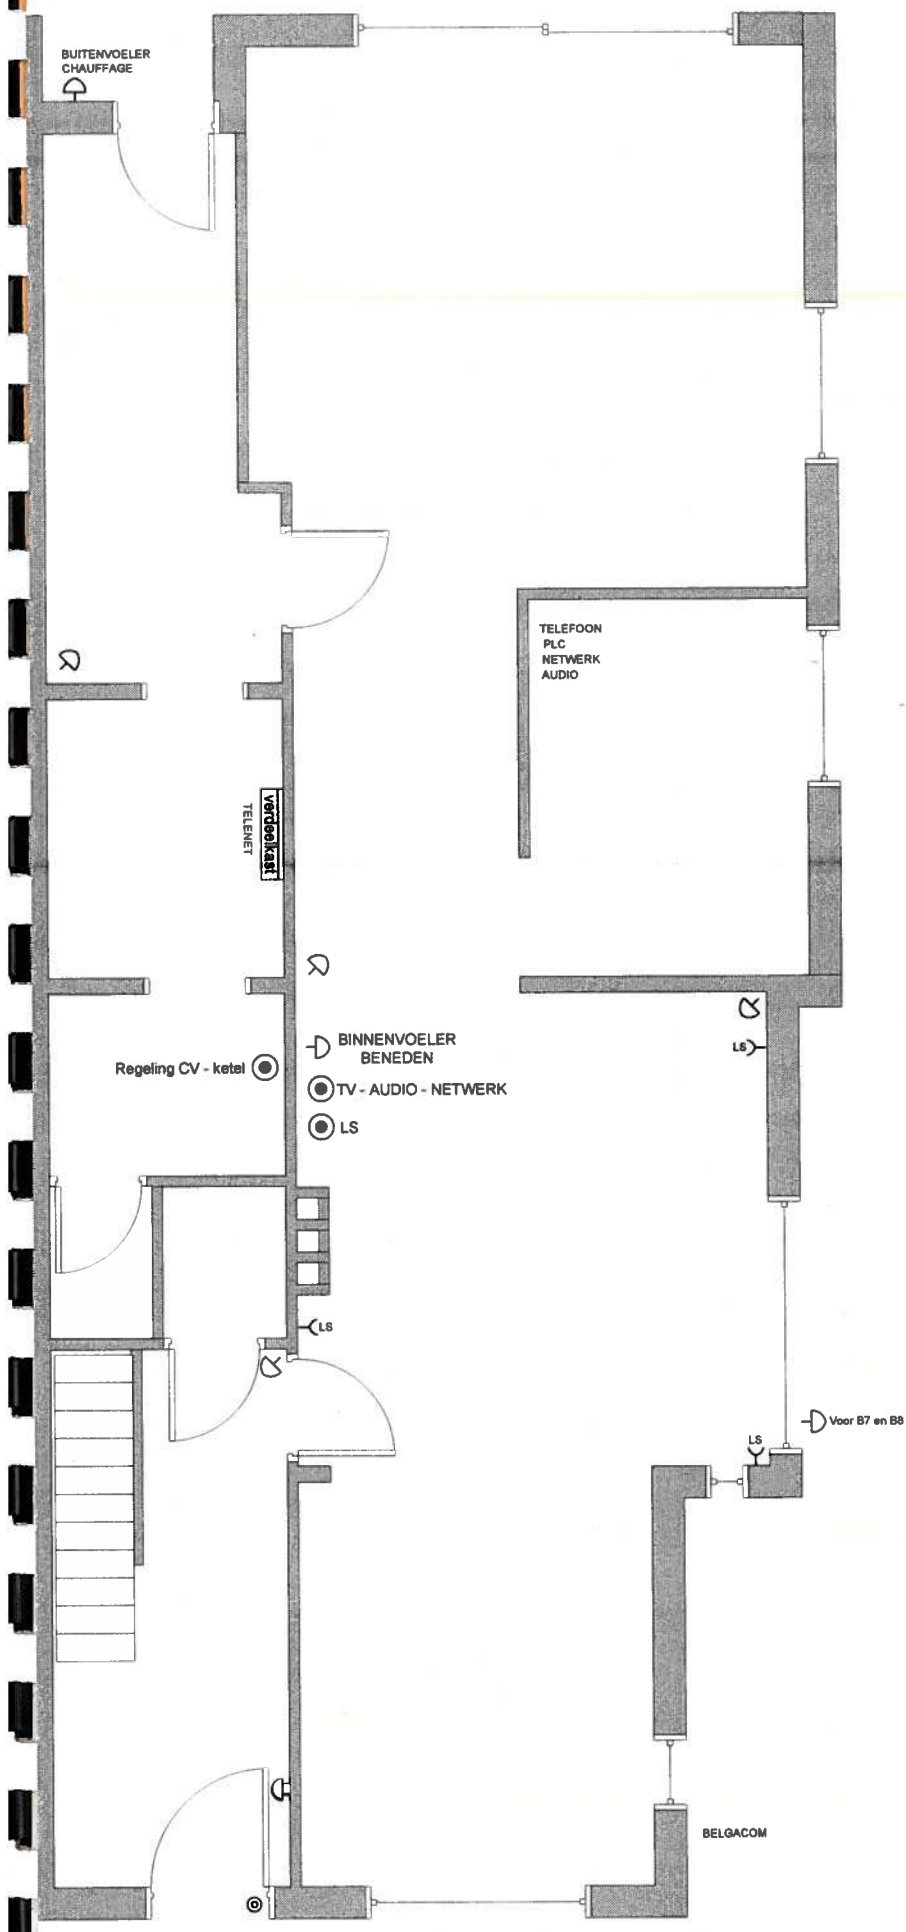 BUITENVOELER
CHAUFFAGE
TELEFOON
PLC
NETWERK
AUDIO
verdeelkast
TELENET
BINNENVOELER
BENEDEN
LS
Regeling CV - ketel
TV - AUDIO - NETWERK
LS
LS
Voor B7 en B8
LS
BELGACOM